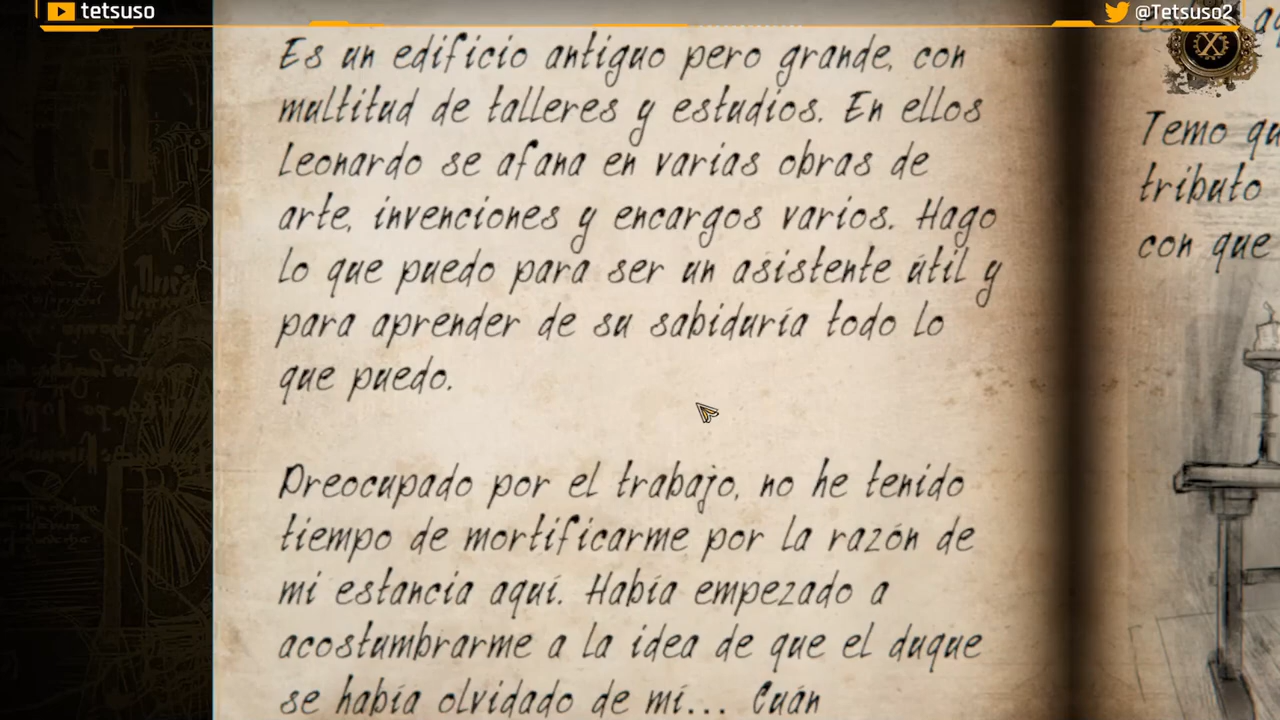 tetsuso
@Tetsuso2
Es un edificio antiguo pero grande, con
multitud de talleres y estudios. En ellos
Leonardo se afana en varias obras de
arte, invenciones y encargos varios. Hago
lo que puedo para ser un asistente útil y
para aprender de su sabiduría todo lo
que puedo.
Preocupado por el trabajo, no he tenido
tiempo de mortificarme por la razón de
mi estancia aquí. Había empezado a
acostumbrarme a la idea de que el duque
se había olvidado de mí... Cuán
Temo qu
tributo
con que